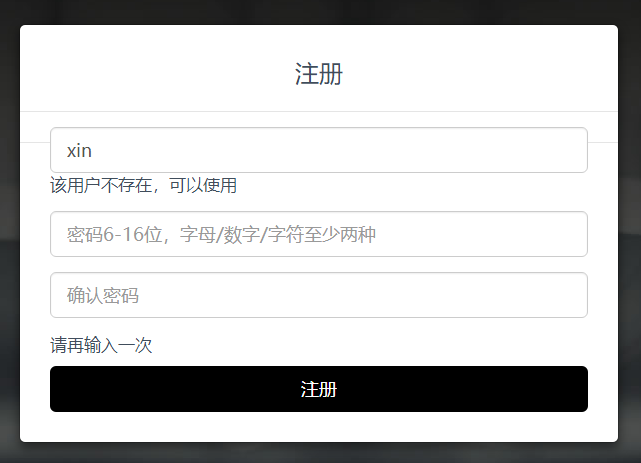 注册
xin
该用户不存在，可以使用
密码6-16位，字母/数字/字符至少两种
确认密码
请再输入一次
注册